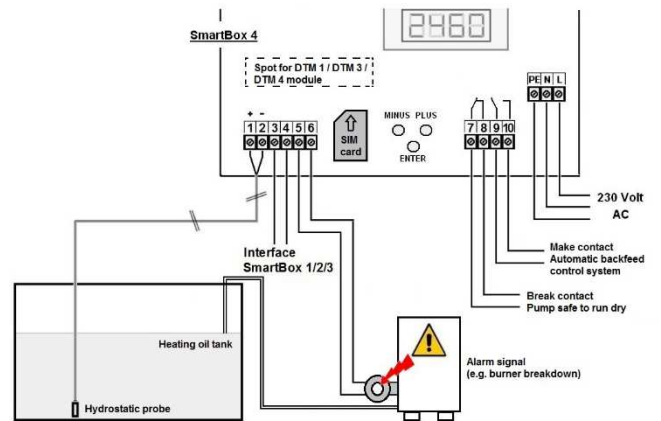 SmartBox 4
2460
Spot for DTM 1 / DTM 3 /
DTM 4 module
+ -
1 2 3 4 5 6
SIM
card
MINUS PLUS
ENTER
7 8 9 10
PE N L
230 Volt
AC
Interface
SmartBox 1/2/3
Make contact
Automatic backfeed
control system
Break contact
Pump safe to run dry
Heating oil tank
Hydrostatic probe
Alarm signal
(e.g. burner breakdown)